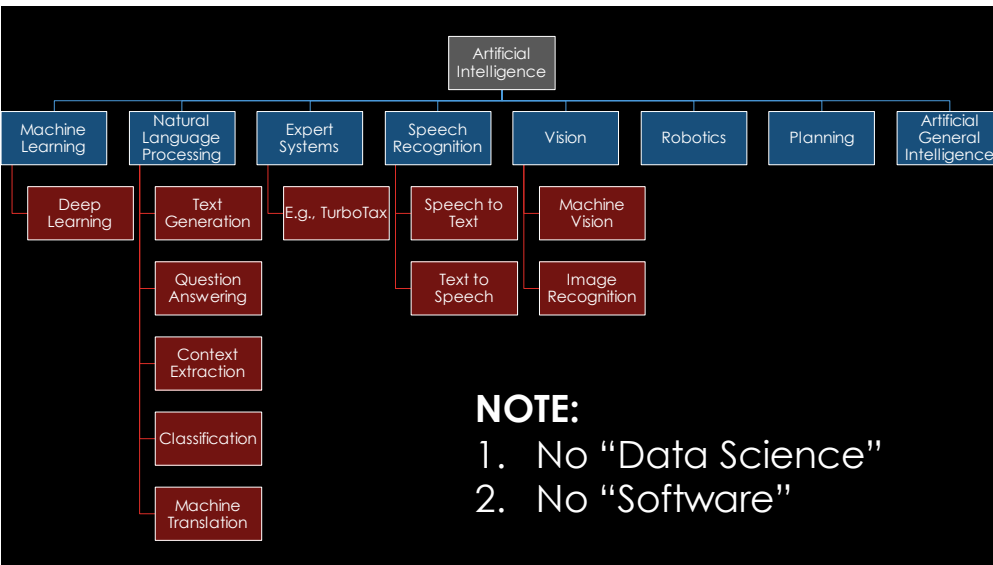 Artificial
Intelligence
Machine
Learning
Natural
Language
Processing
Expert
Systems
Speech
Recognition
Vision
Robotics
Planning
Artificial
General
Intelligence
Deep
Learning
Text
Generation
E.g., TurboTax
Speech to
Text
Machine
Vision
Question
Answering
Text to
Speech
Image
Recognition
Context
Extraction
Classification
Machine
Translation
NOTE:
1. No “Data Science”
2. No “Software”